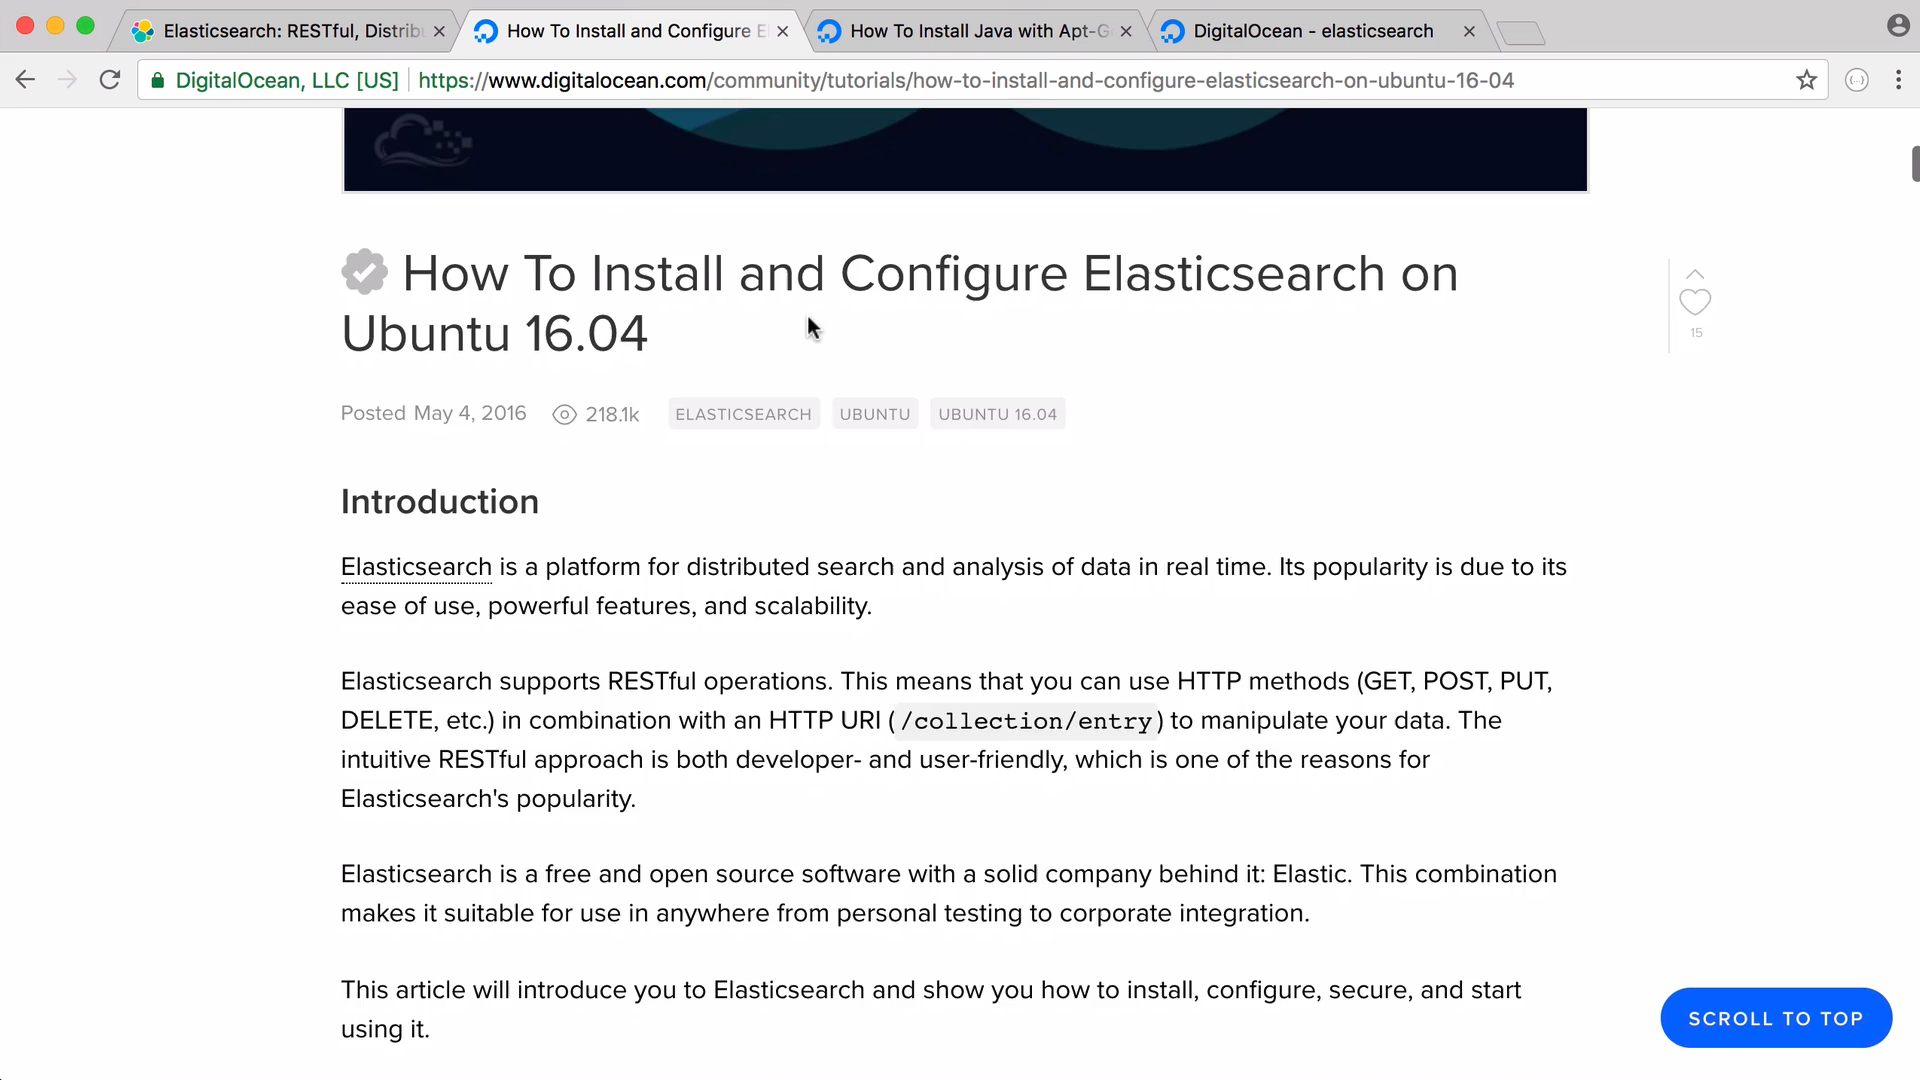 Elasticsearch: RESTful, Distrib
How To Install and Configure E
How To Install Java with Apt-G
DigitalOcean - elasticsearch
DigitalOcean, LLC [US] https://www.digitalocean.com/community/tutorials/how-to-install-and-configure-elasticsearch-on-ubuntu-16-04
How To Install and Configure Elasticsearch on
Ubuntu 16.04
15
Posted May 4, 2016 218.1k ELASTICSEARCH UBUNTU UBUNTU 16.04
Introduction
Elasticsearch is a platform for distributed search and analysis of data in real time. Its popularity is due to its
ease of use, powerful features, and scalability.
Elasticsearch supports RESTful operations. This means that you can use HTTP methods (GET, POST, PUT,
DELETE, etc.) in combination with an HTTP URI ( /collection/entry ) to manipulate your data. The
intuitive RESTful approach is both developer- and user-friendly, which is one of the reasons for
Elasticsearch's popularity.
Elasticsearch is a free and open source software with a solid company behind it: Elastic. This combination
makes it suitable for use in anywhere from personal testing to corporate integration.
This article will introduce you to Elasticsearch and show you how to install, configure, secure, and start
using it.
SCROLL TO TOP